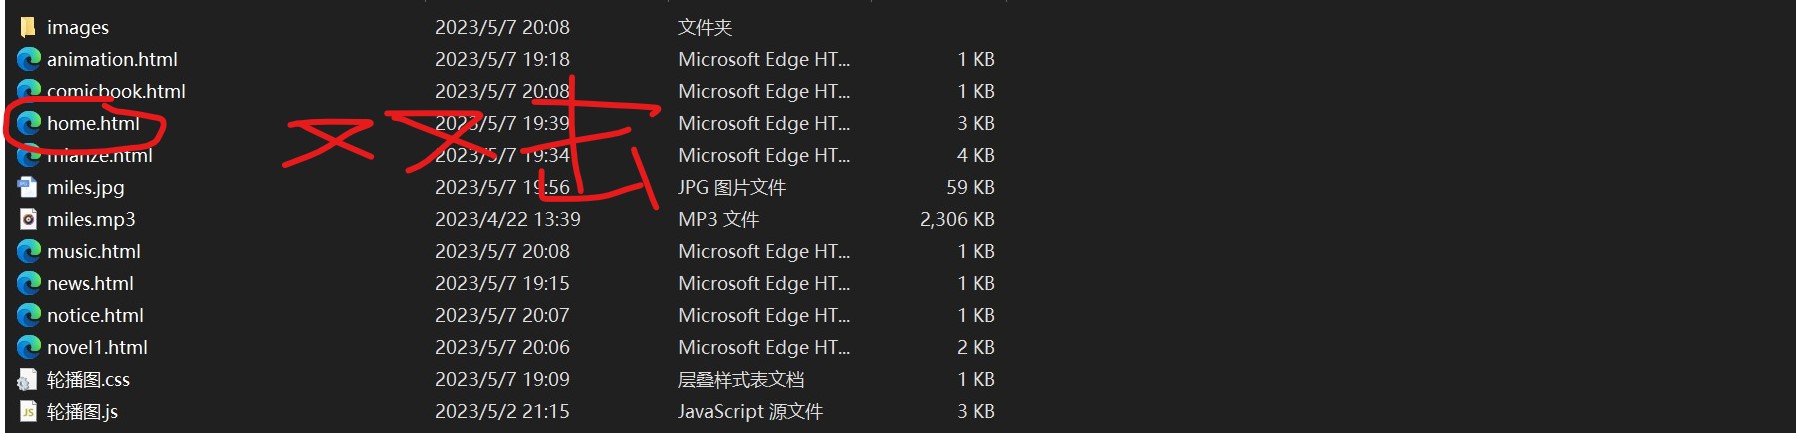 images 2023/5/7 20:08 文件夹
animation.html 2023/5/7 19:18 Microsoft Edge HT... 1 KB
comicbook.html 2023/5/7 20:08 Microsoft Edge HT... 1 KB
home.html 2023/5/7 19:39 Microsoft Edge HT... 3 KB
双击
mianze.html 2023/5/7 19:34 Microsoft Edge HT... 4 KB
miles.jpg 2023/5/7 19:56 JPG 图片文件 59 KB
miles.mp3 2023/4/22 13:39 MP3 文件 2,306 KB
music.html 2023/5/7 20:08 Microsoft Edge HT... 1 KB
news.html 2023/5/7 19:15 Microsoft Edge HT... 1 KB
notice.html 2023/5/7 20:07 Microsoft Edge HT... 1 KB
novel1.html 2023/5/7 20:06 Microsoft Edge HT... 2 KB
轮播图.css 2023/5/7 19:09 层叠样式表文档 1 KB
轮播图.js 2023/5/2 21:15 JavaScript 源文件 3 KB